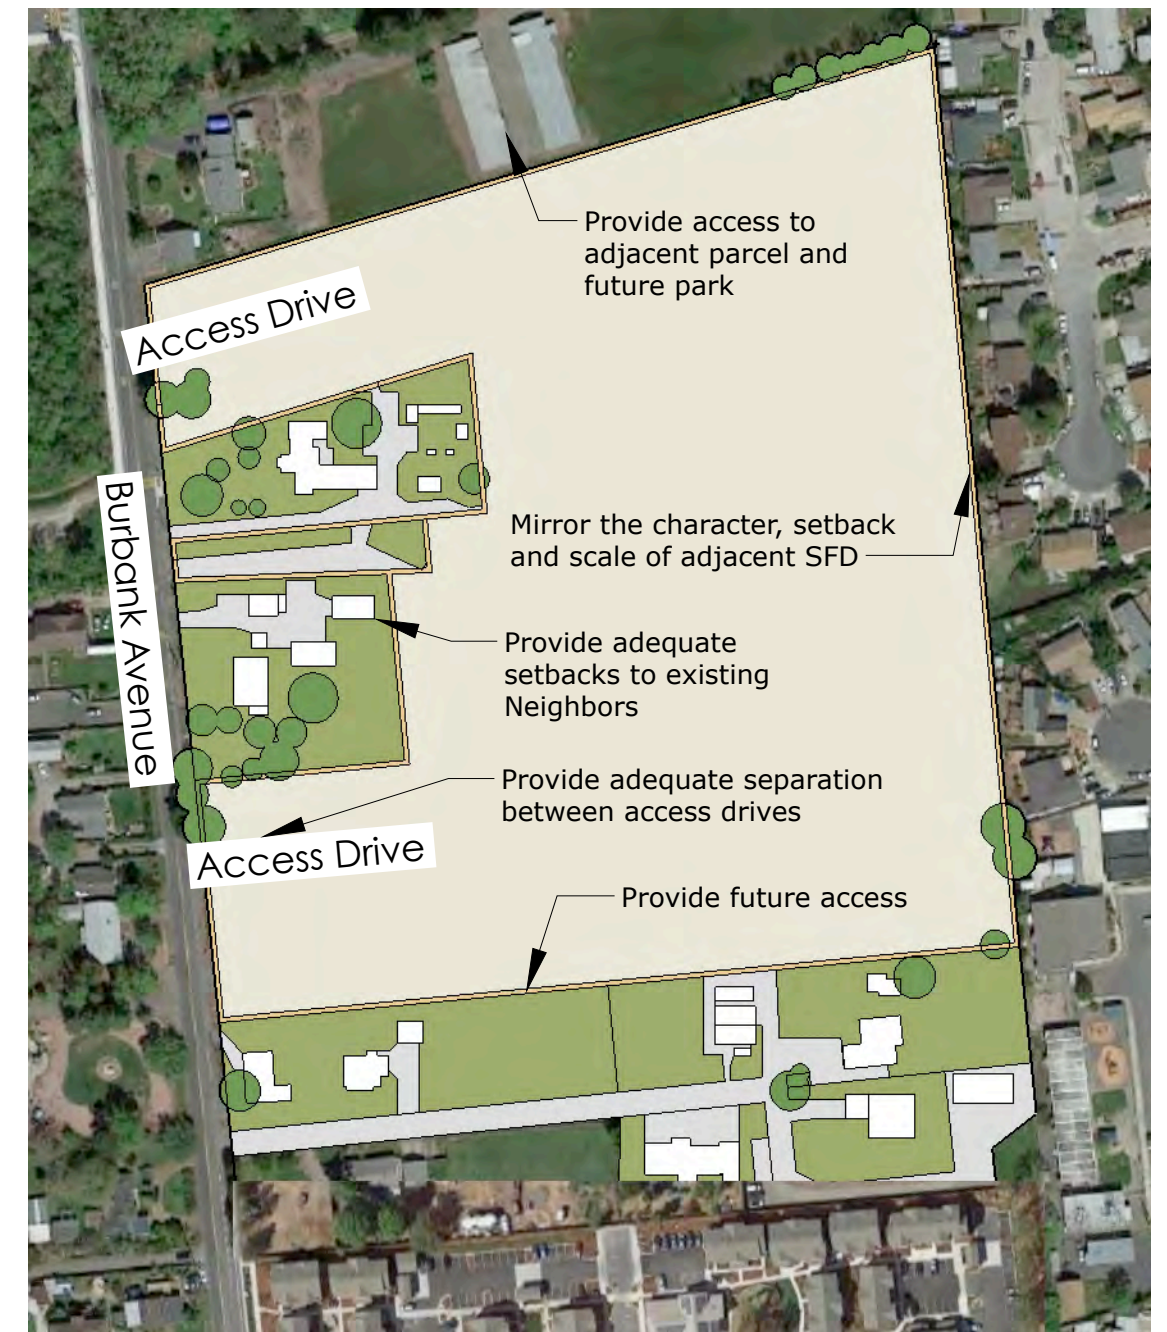 Provide access to
adjacent parcel and
future park
Access Drive
Burbank Avenue
Mirror the character, setback
and scale of adjacent SFD
Provide adequate
setbacks to existing
Neighbors
Provide adequate separation
between access drives
Access Drive
Provide future access